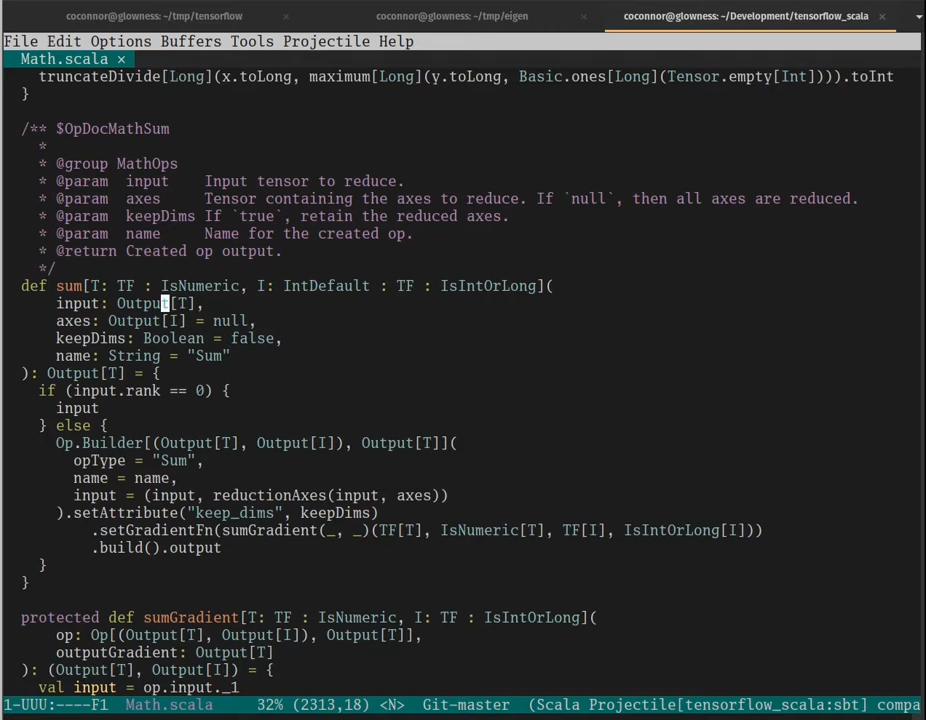 coconnor@glowness: ~/tmp/tensorflow × coconnor@glowness: ~/tmp/eigen × coconnor@glowness: ~/Development/tensorflow_scala ×
File Edit Options Buffers Tools Projectile Help
Math.scala ×
    truncateDivide[Long](x.toLong, maximum[Long](y.toLong, Basic.ones[Long](Tensor.empty[Int]))).toInt
  }
  /** $OpDocMathSum
    *
    * @group MathOps
    * @param  input    Input tensor to reduce.
    * @param  axes     Tensor containing the axes to reduce. If `null`, then all axes are reduced.
    * @param  keepDims If `true`, retain the reduced axes.
    * @param  name     Name for the created op.
    * @return Created op output.
    */
  def sum[T: TF : IsNumeric, I: IntDefault : TF : IsIntOrLong](
      input: Output[T],
      axes: Output[I] = null,
      keepDims: Boolean = false,
      name: String = "Sum"
  ): Output[T] = {
    if (input.rank == 0) {
      input
    } else {
      Op.Builder[(Output[T], Output[I]), Output[T]](
        opType = "Sum",
        name = name,
        input = (input, reductionAxes(input, axes))
      ).setAttribute("keep_dims", keepDims)
          .setGradientFn(sumGradient(_, _)(TF[T], IsNumeric[T], TF[I], IsIntOrLong[I]))
          .build().output
    }
  }
  protected def sumGradient[T: TF : IsNumeric, I: TF : IsIntOrLong](
      op: Op[(Output[T], Output[I]), Output[T]],
      outputGradient: Output[T]
  ): (Output[T], Output[I]) = {
    val input = op.input._1
1-UUU:----F1  Math.scala     32% (2313,18) <N>  Git-master  (Scala Projectile[tensorflow_scala:sbt] compa